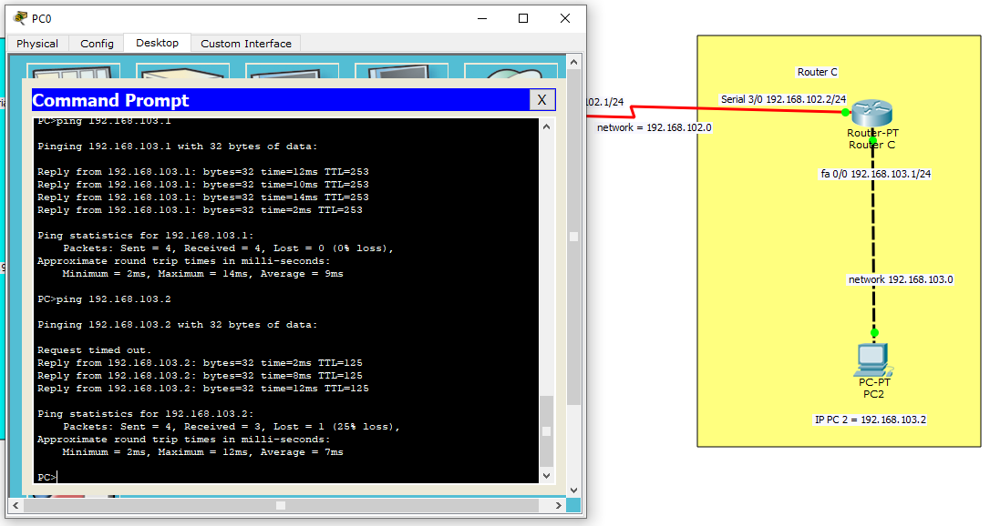 PC0
Physical Config Desktop Custom Interface
Command Prompt X
PC>ping 192.168.103.1
Pinging 192.168.103.1 with 32 bytes of data:
Reply from 192.168.103.1: bytes=32 time=12ms TTL=253
Reply from 192.168.103.1: bytes=32 time=10ms TTL=253
Reply from 192.168.103.1: bytes=32 time=14ms TTL=253
Reply from 192.168.103.1: bytes=32 time=2ms TTL=253
Ping statistics for 192.168.103.1:
Packets: Sent = 4, Received = 4, Lost = 0 (0% loss),
Approximate round trip times in milli-seconds:
Minimum = 2ms, Maximum = 14ms, Average = 9ms
PC>ping 192.168.103.2
Pinging 192.168.103.2 with 32 bytes of data:
Request timed out.
Reply from 192.168.103.2: bytes=32 time=2ms TTL=125
Reply from 192.168.103.2: bytes=32 time=8ms TTL=125
Reply from 192.168.103.2: bytes=32 time=12ms TTL=125
Ping statistics for 192.168.103.2:
Packets: Sent = 4, Received = 3, Lost = 1 (25% loss),
Approximate round trip times in milli-seconds:
Minimum = 2ms, Maximum = 12ms, Average = 7ms
PC>
Router C
102.1/24
Serial 3/0 192.168.102.2/24
network = 192.168.102.0
Router-PT
Router C
fa 0/0 192.168.103.1/24
network 192.168.103.0
PC-PT
PC2
IP PC 2 = 192.168.103.2